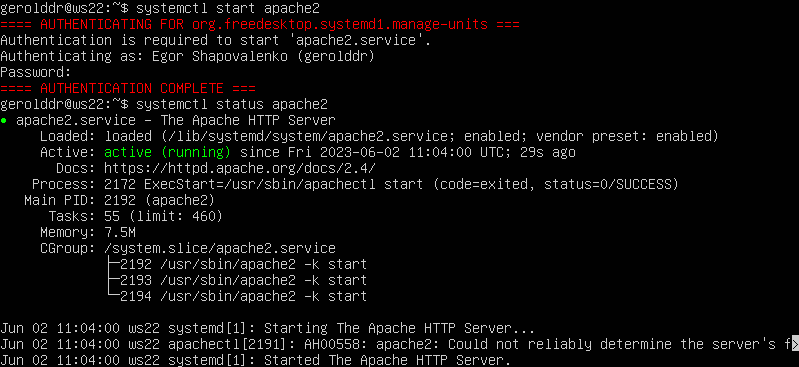 gerolddr@ws22:~$ systemctl start apache2
==== AUTHENTICATING FOR org.freedesktop.systemd1.manage-units ===
Authentication is required to start 'apache2.service'.
Authenticating as: Egor Shapovalenko (gerolddr)
Password:
==== AUTHENTICATION COMPLETE ===
gerolddr@ws22:~$ systemctl status apache2
● apache2.service - The Apache HTTP Server
     Loaded: loaded (/lib/systemd/system/apache2.service; enabled; vendor preset: enabled)
     Active: active (running) since Fri 2023-06-02 11:04:00 UTC; 29s ago
       Docs: https://httpd.apache.org/docs/2.4/
    Process: 2172 ExecStart=/usr/sbin/apachectl start (code=exited, status=0/SUCCESS)
   Main PID: 2192 (apache2)
      Tasks: 55 (limit: 460)
     Memory: 7.5M
     CGroup: /system.slice/apache2.service
             ├─2192 /usr/sbin/apache2 -k start
             ├─2193 /usr/sbin/apache2 -k start
             └─2194 /usr/sbin/apache2 -k start

Jun 02 11:04:00 ws22 systemd[1]: Starting The Apache HTTP Server...
Jun 02 11:04:00 ws22 apachectl[2191]: AH00558: apache2: Could not reliably determine the server's f>
Jun 02 11:04:00 ws22 systemd[1]: Started The Apache HTTP Server.